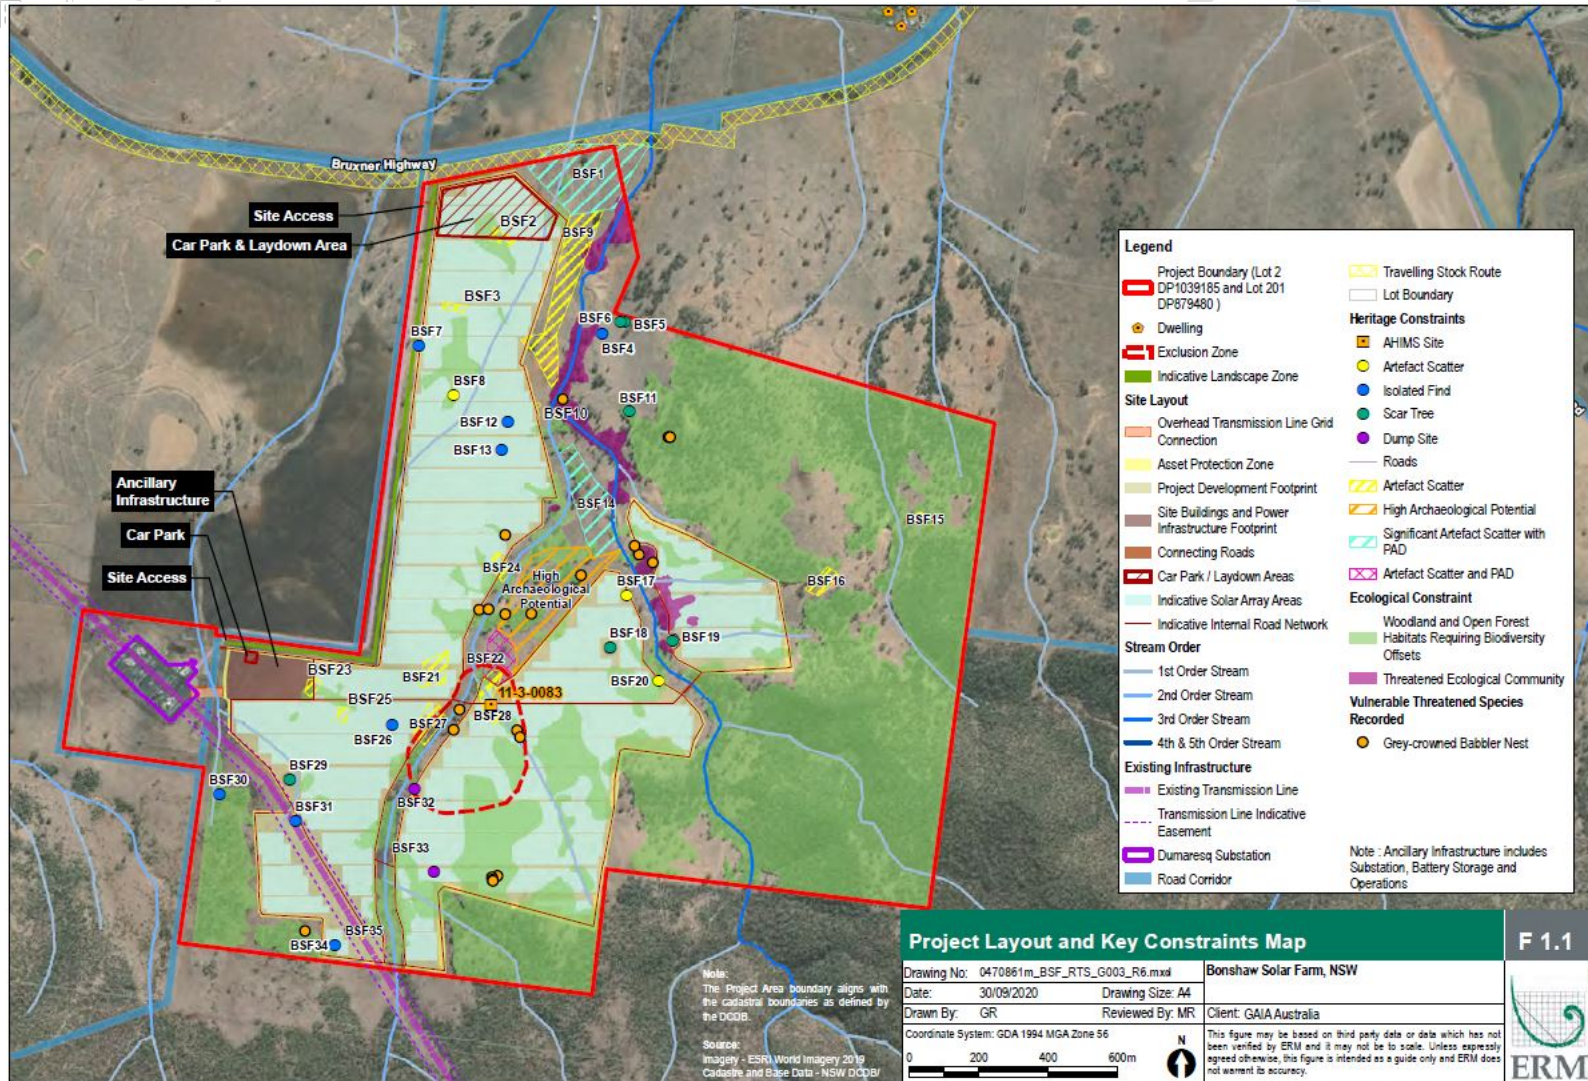 Bruxner Highway
Site Access
Car Park & Laydown Area
BSF1
BSF2
BSF9
BSF3
BSF7
BSF6
BSF5
BSF4
BSF8
BSF10
BSF11
BSF12
BSF13
Ancillary
Infrastructure
Car Park
Site Access
BSF14
BSF15
BSF24
High
Archaeological
Potential
BSF17
BSF16
BSF18
BSF19
BSF22
BSF23
BSF21
BSF20
BSF25
11-3-0083
BSF27
BSF28
BSF26
BSF29
BSF30
BSF31
BSF32
BSF33
BSF34
BSF35
Legend
Project Boundary (Lot 2
DP1039185 and Lot 201
DP879480 )
Dwelling
Exclusion Zone
Indicative Landscape Zone
Site Layout
Overhead Transmission Line Grid
Connection
Asset Protection Zone
Project Development Footprint
Site Buildings and Power
Infrastructure Footprint
Connecting Roads
Car Park / Laydown Areas
Indicative Solar Array Areas
Indicative Internal Road Network
Stream Order
1st Order Stream
2nd Order Stream
3rd Order Stream
4th & 5th Order Stream
Existing Infrastructure
Existing Transmission Line
Transmission Line Indicative
Easement
Dumaresq Substation
Road Corridor
Travelling Stock Route
Lot Boundary
Heritage Constraints
AHIMS Site
Artefact Scatter
Isolated Find
Scar Tree
Dump Site
Roads
Artefact Scatter
High Archaeological Potential
Significant Artefact Scatter with
PAD
Artefact Scatter and PAD
Ecological Constraint
Woodland and Open Forest
Habitats Requiring Biodiversity
Offsets
Threatened Ecological Community
Vulnerable Threatened Species
Recorded
Grey-crowned Babbler Nest
Note : Ancillary Infrastructure includes
Substation, Battery Storage and
Operations
Note:
The Project Area boundary aligns with
the cadastral boundaries as defined by
the DCDB.
Source:
Imagery - ESRI World Imagery 2019
Cadastre and Base Data - NSW DCDB/
Project Layout and Key Constraints Map
F 1.1
Drawing No: 0470861m_BSF_RTS_G003_R6.mxd
Date: 30/09/2020 Drawing Size: A4
Drawn By: GR Reviewed By: MR
Coordinate System: GDA 1994 MGA Zone 56
0 200 400 600m
N
Bonshaw Solar Farm, NSW
Client: GAIA Australia
This figure may be based on third party data or data which has not
been verified by ERM and it may not be to scale. Unless expressly
agreed otherwise, this figure is intended as a guide only and ERM does
not warrant its accuracy.
ERM